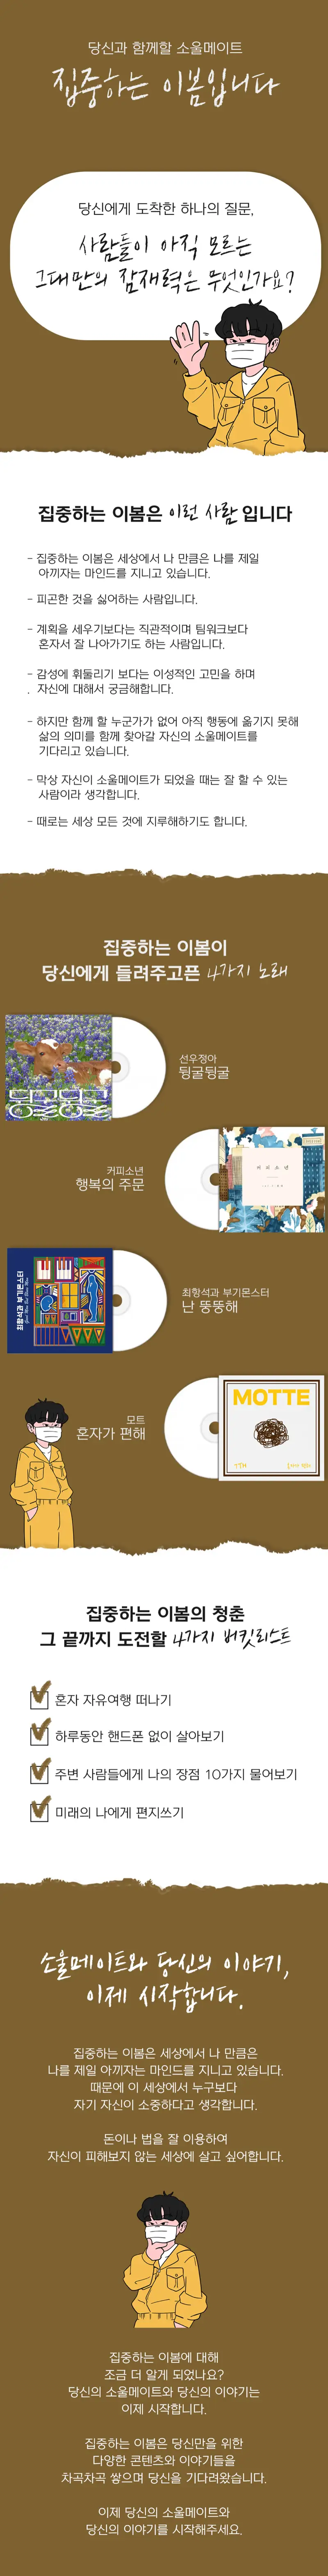 당신과 함께할 소울메이트
집중하는 이봄입니다
당신에게 도착한 하나의 질문,
사람들이 아직 모르는
그대만의 잠재력은 무엇인가요?
집중하는 이봄은 이런 사람 입니다
- 집중하는 이봄은 세상에서 나 만큼은 나를 제일
아끼자는 마인드를 지니고 있습니다.
- 피곤한 것을 싫어하는 사람입니다.
- 계획을 세우기보다는 직관적이며 팀워크보다
혼자서 잘 나아가기도 하는 사람입니다.
- 감성에 휘둘리기 보다는 이성적인 고민을 하며
. 자신에 대해서 궁금해합니다.
- 하지만 함께 할 누군가가 없어 아직 행동에 옮기지 못해
삶의 의미를 함께 찾아갈 자신의 소울메이트를
기다리고 있습니다.
- 막상 자신이 소울메이트가 되었을 때는 잘 할 수 있는
사람이라 생각합니다.
- 때로는 세상 모든 것에 지루해하기도 합니다.
집중하는 이봄이
당신에게 들려주고픈 4가지 노래
뒹굴뒹굴
선우정아
뒹굴뒹굴
커피소년
행복의 주문
커피소년
최항석과 부기몬스터
최항석과 부기몬스터
난 뚱뚱해
모트
혼자가 편해
MOTTE
집중하는 이봄의 청춘
그 끝까지 도전할 4가지 버킷리스트
혼자 자유여행 떠나기
하루동안 핸드폰 없이 살아보기
주변 사람들에게 나의 장점 10가지 물어보기
미래의 나에게 편지쓰기
소울메이트와 당신의 이야기,
이제 시작합니다.
집중하는 이봄은 세상에서 나 만큼은
나를 제일 아끼자는 마인드를 지니고 있습니다.
때문에 이 세상에서 누구보다
자기 자신이 소중하다고 생각합니다.
돈이나 법을 잘 이용하여
자신이 피해보지 않는 세상에 살고 싶어합니다.
집중하는 이봄에 대해
조금 더 알게 되었나요?
당신의 소울메이트와 당신의 이야기는
이제 시작합니다.
집중하는 이봄은 당신만을 위한
다양한 콘텐츠와 이야기들을
차곡차곡 쌓으며 당신을 기다려왔습니다.
이제 당신의 소울메이트와
당신의 이야기를 시작해주세요.